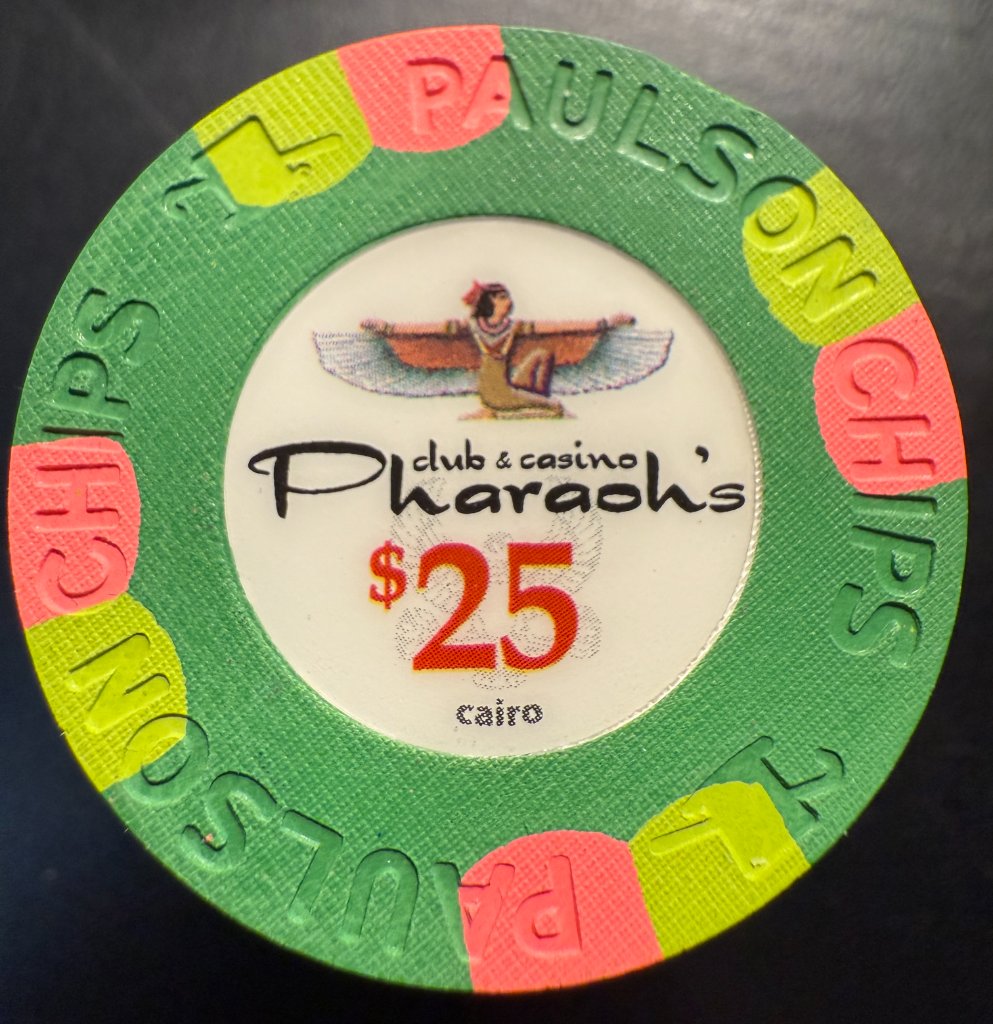 PAULSON CHIPS
club & casino
Pharaoh's
$25
cairo
PAULSON CHIPS